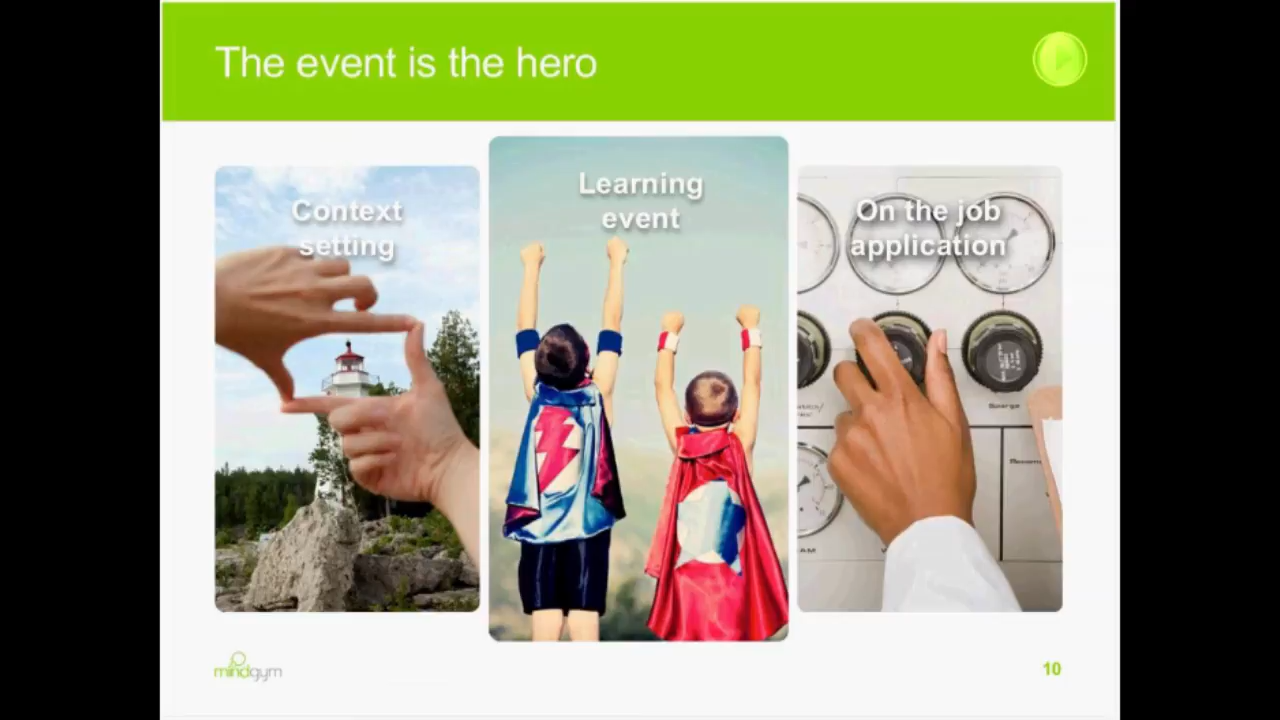 The event is the hero
Context
setting
Learning
event
On the job
application
mindgym
10